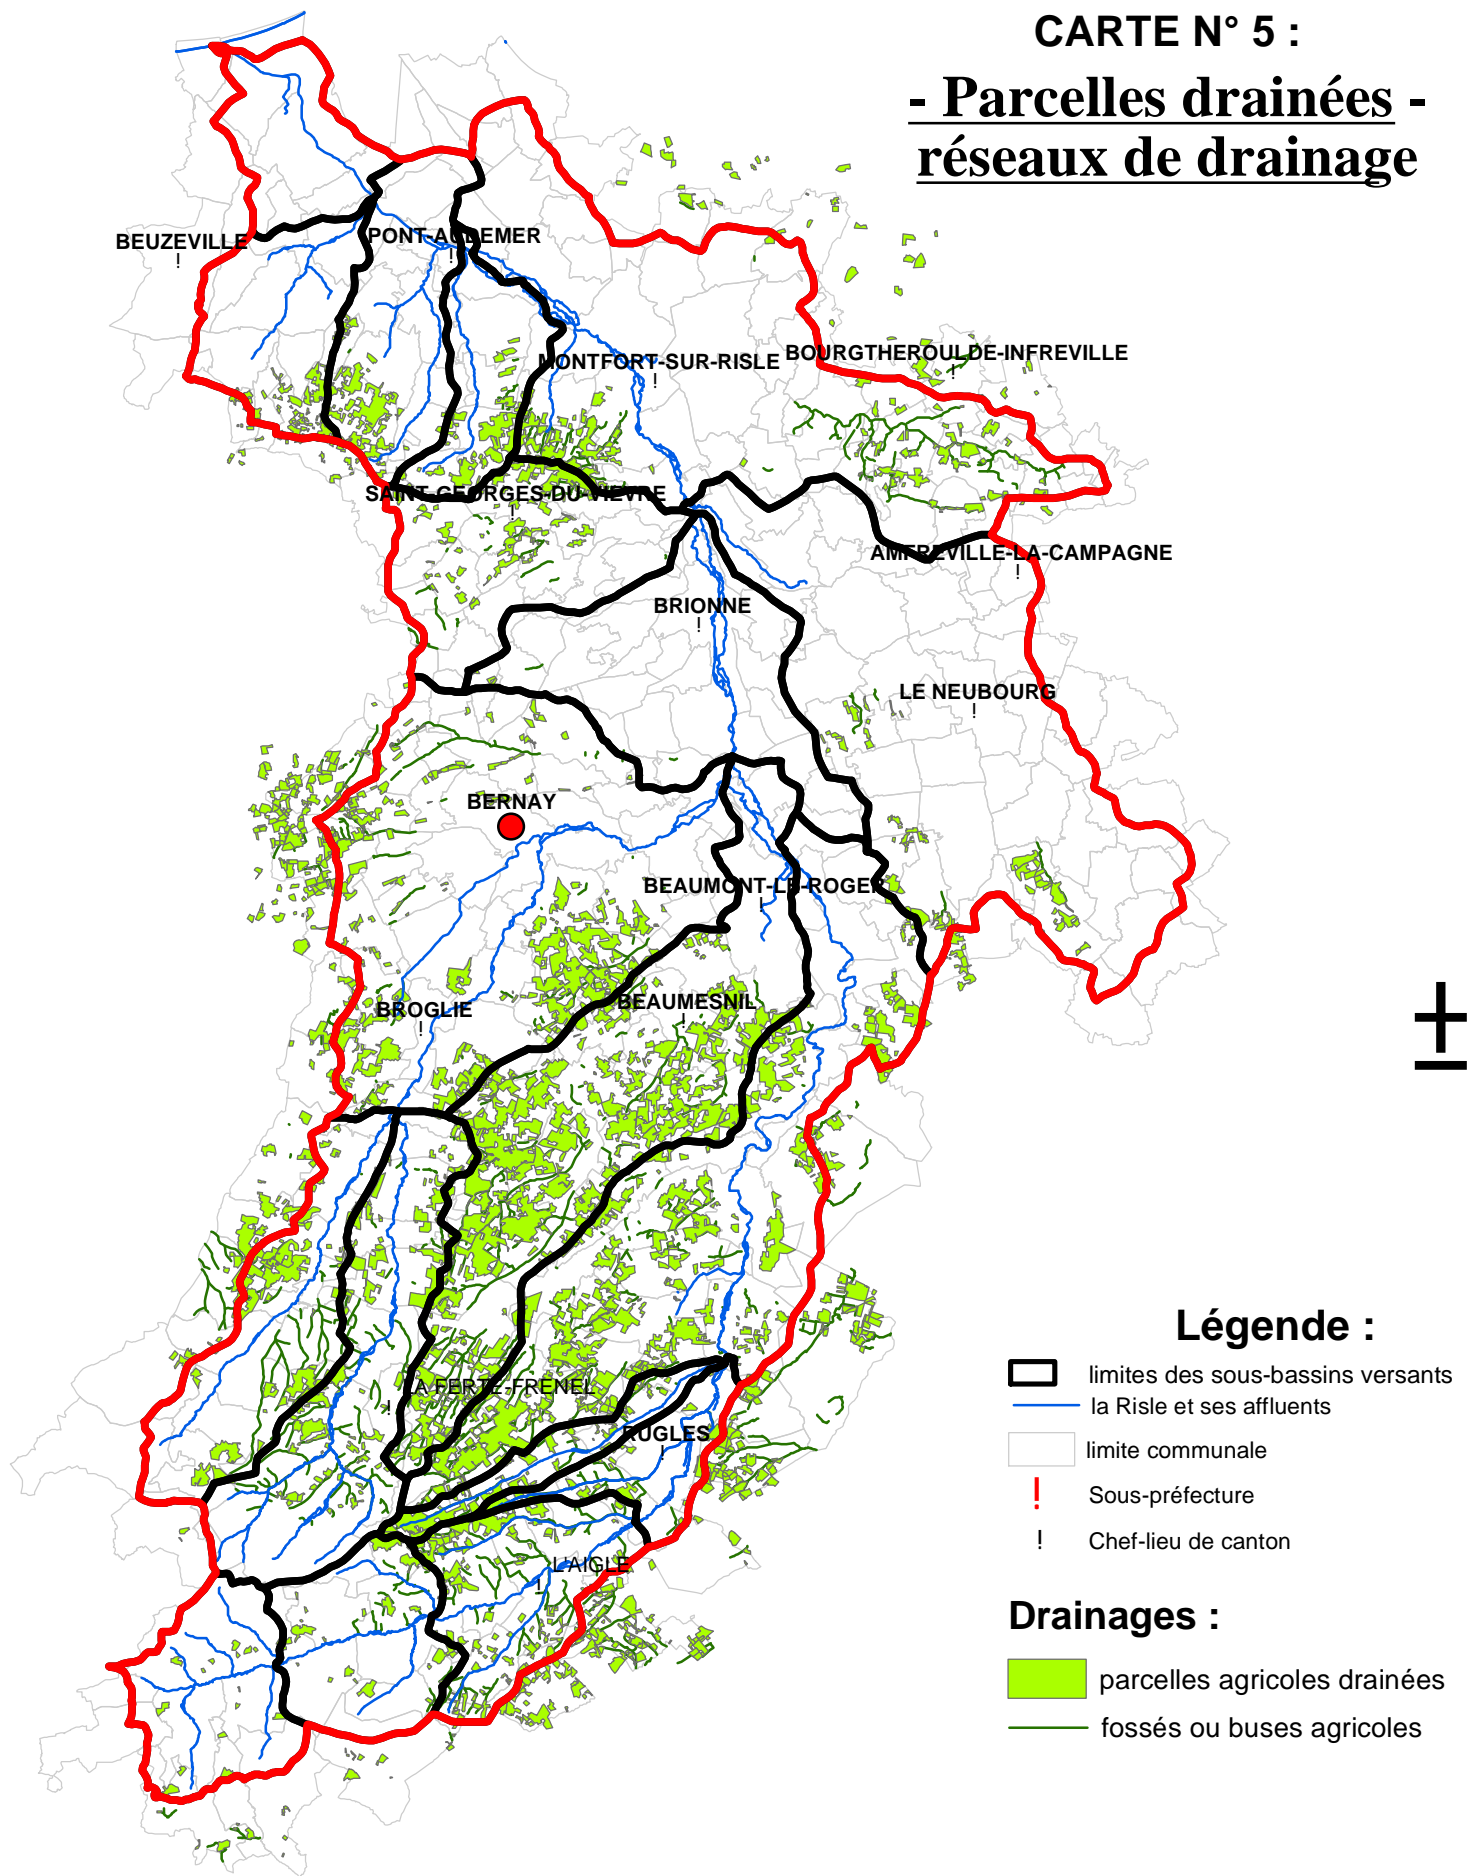 CARTE N° 5 :
- Parcelles drainées -
réseaux de drainage
BEUZEVILLE
!
PONT-AUDEMER
!
MONTFORT-SUR-RISLE
!
BOURGTHEROULDE-INFREVILLE
!
SAINT-GEORGES-DU-VIEVRE
!
AMFREVILLE-LA-CAMPAGNE
!
BRIONNE
!
LE NEUBOURG
!
BERNAY
BEAUMONT-LE-ROGER
!
BROGLIE
!
BEAUMESNIL
!
LA FERTE-FRENEL
!
RUGLES
!
L'AIGLE
!
±
Légende :
limites des sous-bassins versants
la Risle et ses affluents
limite communale
! Sous-préfecture
! Chef-lieu de canton
Drainages :
parcelles agricoles drainées
fossés ou buses agricoles